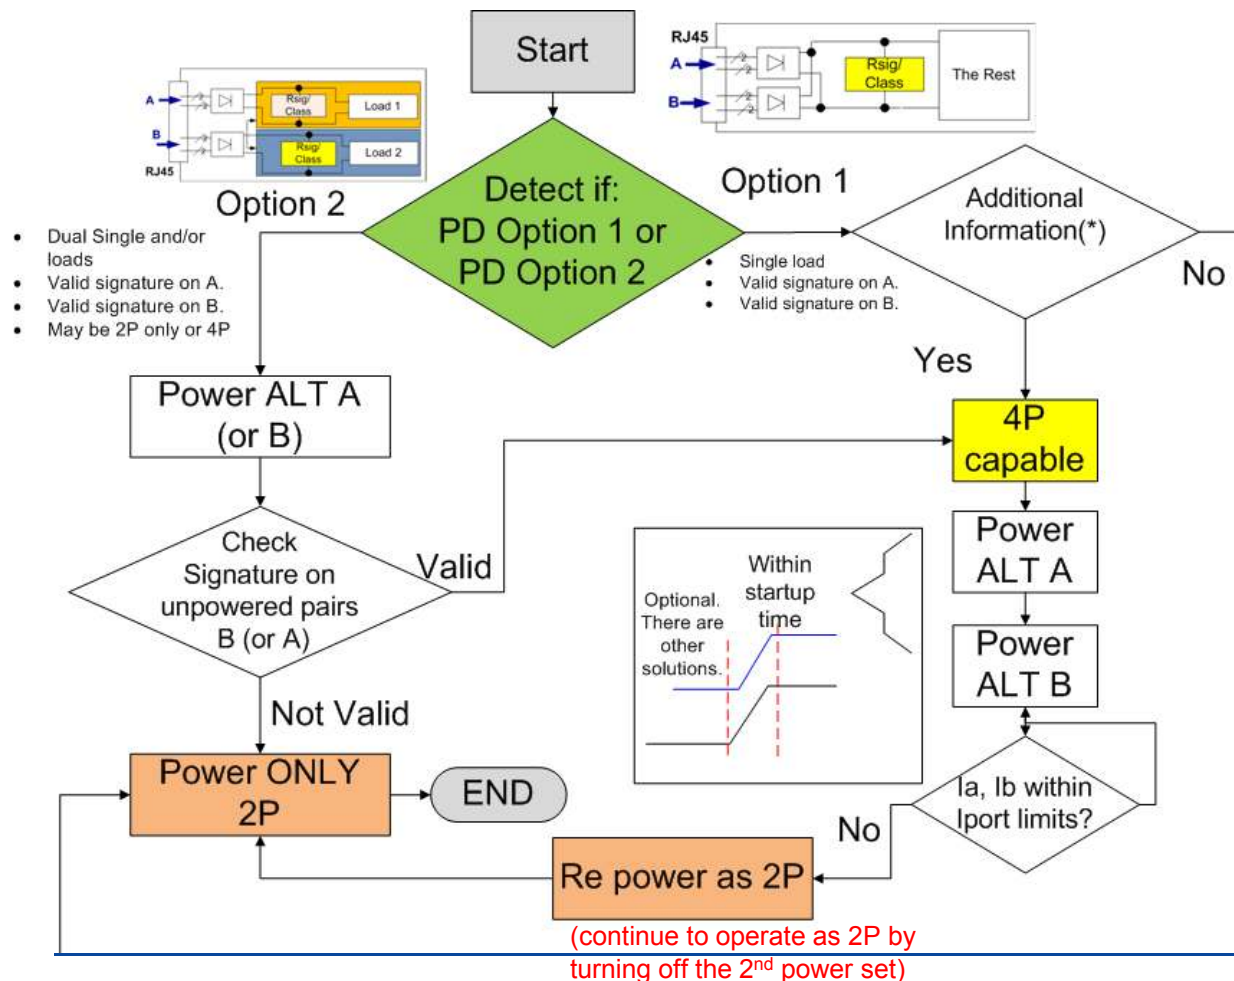 Start
RJ45
A
B
2
2
Rsig/
Class
The Rest
A
B
RJ45
2
2
Rsig/
Class
Load 1
Rsig/
Class
Load 2
Option 2
Detect if:
PD Option 1 or
PD Option 2
Option 1
Additional
Information(*)
No
• Dual Single and/or
loads
• Valid signature on A.
• Valid signature on B.
• May be 2P only or 4P
• Single load
• Valid signature on A.
• Valid signature on B.
Yes
Power ALT A
(or B)
4P
capable
Check
Signature on
unpowered pairs
B (or A)
Valid
Not Valid
Power
ALT A
Power
ALT B
Optional.
There are
other
solutions.
Within
startup
time
Power ONLY
2P
END
Ia, Ib within
Iport limits?
No
Re power as 2P
(continue to operate as 2P by
turning off the 2nd power set)